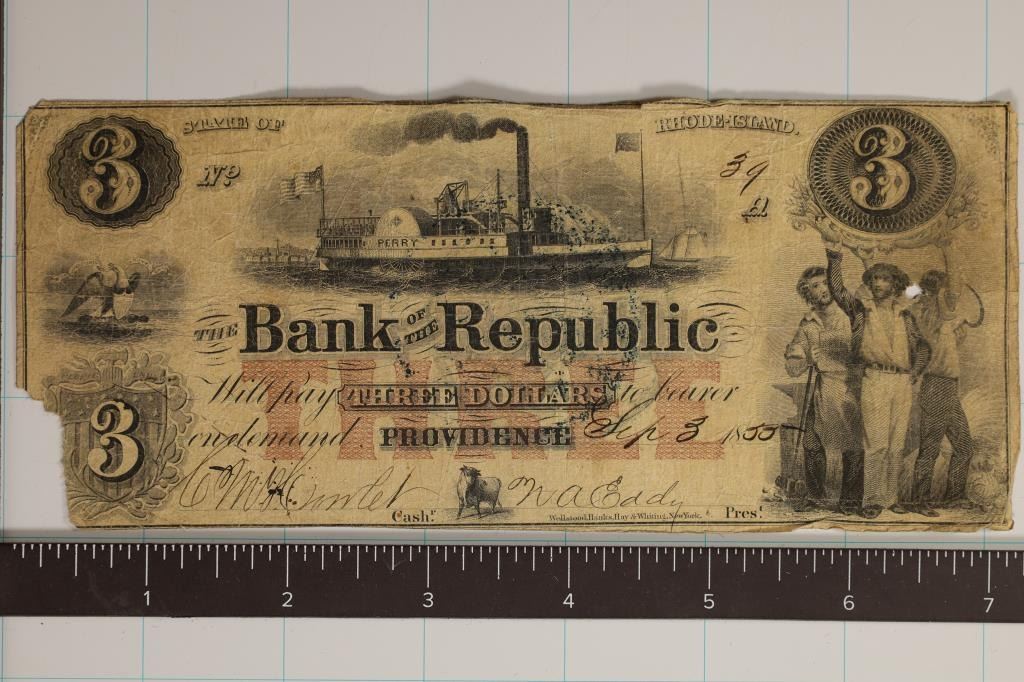 3 STATE OF RHODE-ISLAND. 3
No 39
A
PERRY
THE Bank OF THE Republic
Will pay THREE DOLLARS to bearer
on demand. PROVIDENCE Sep 3 1855
3
N A Eddy
Cash.r Wellstood, Banks, Hay & Whiting, New York. Pres.t
1 2 3 4 5 6 7